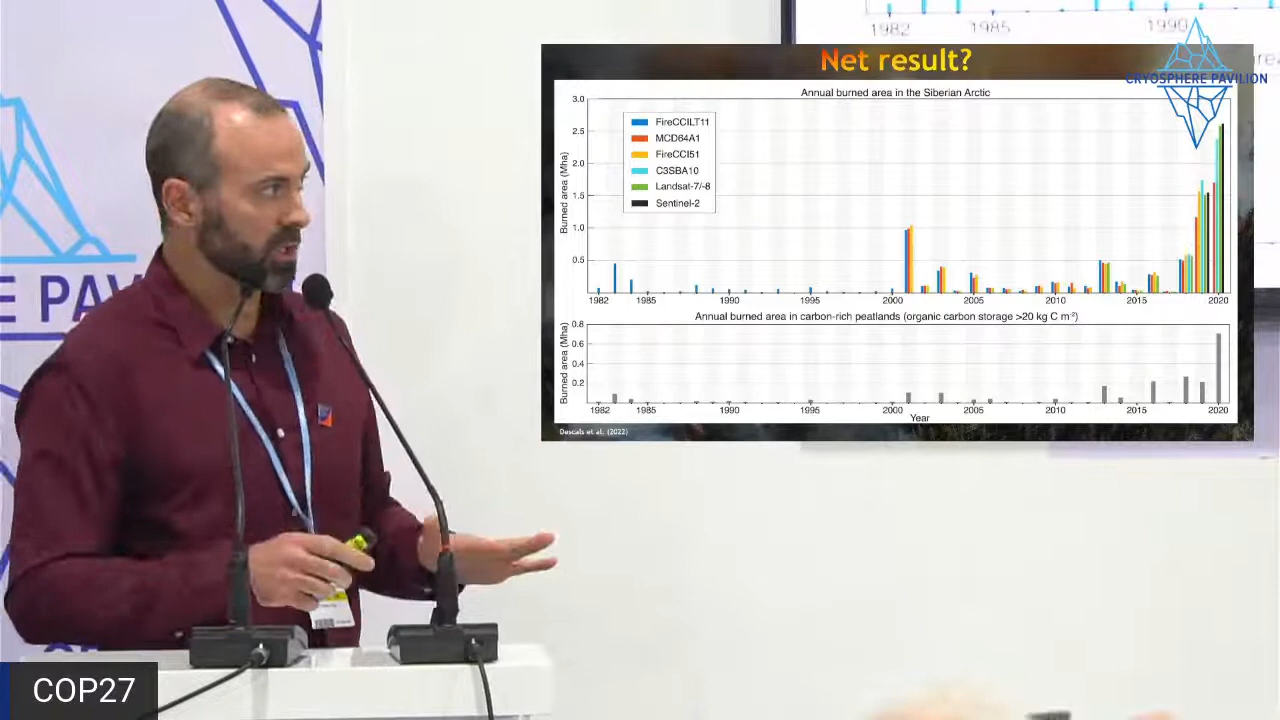 1982
1985
1990
Net result?
CRYOSPHERE PAVILION
Annual burned area in the Siberian Arctic
Burned area (Mha)
3.0
2.5
2.0
1.5
1.0
0.5
FireCCILT11
MCD64A1
FireCCI51
C3SBA10
Landsat-7/-8
Sentinel-2
1982 1985 1990 1995 2000 2005 2010 2015 2020
Annual burned area in carbon-rich peatlands (organic carbon storage >20 kg C m⁻²)
Burned area (Mha)
0.8
0.6
0.4
0.2
1982 1985 1990 1995 2000 2005 2010 2015 2020
Year
Descals et al. (2022)
E PAV
COP27